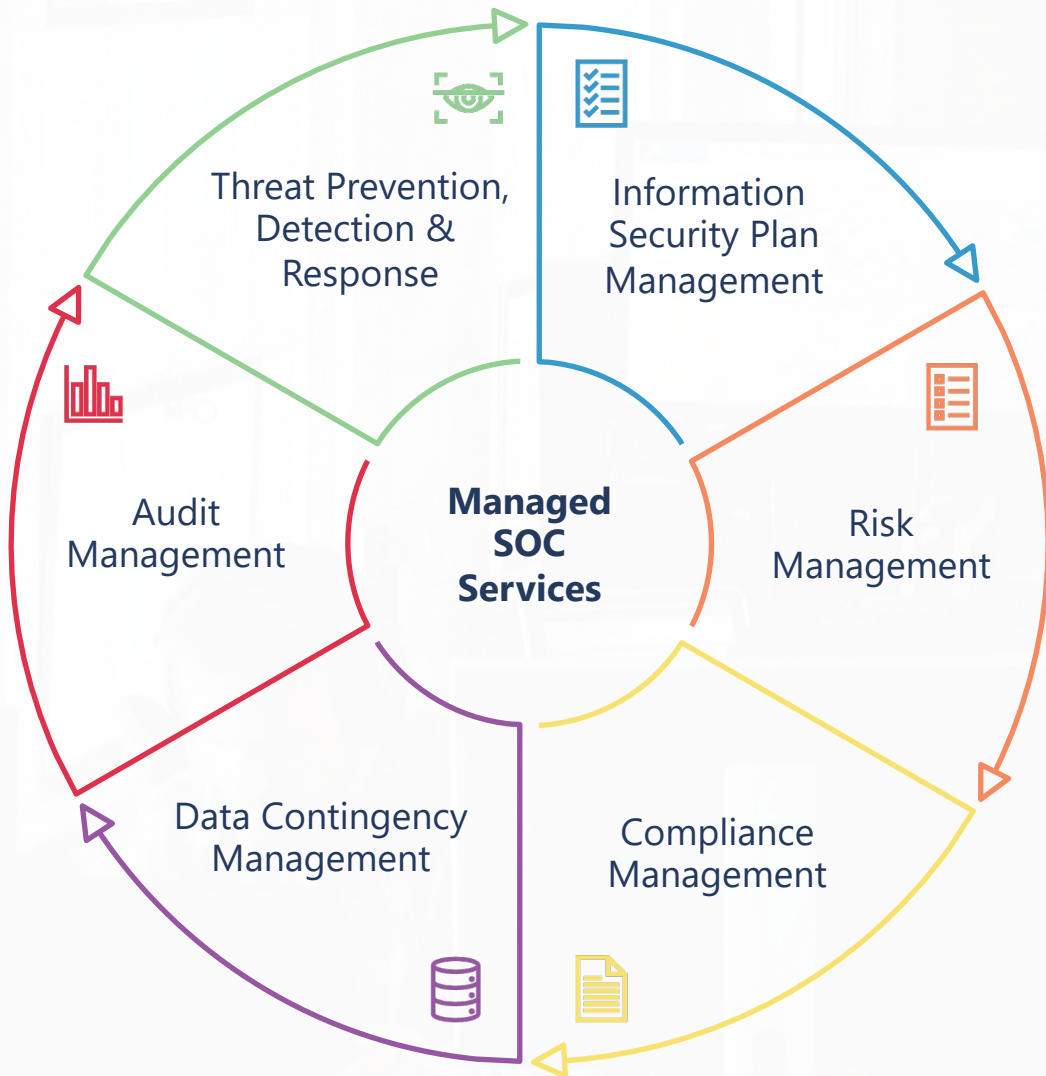 Threat Prevention,
Detection &
Response
Information
Security Plan
Management
Risk
Management
Compliance
Management
Data Contingency
Management
Audit
Management
Managed
SOC
Services